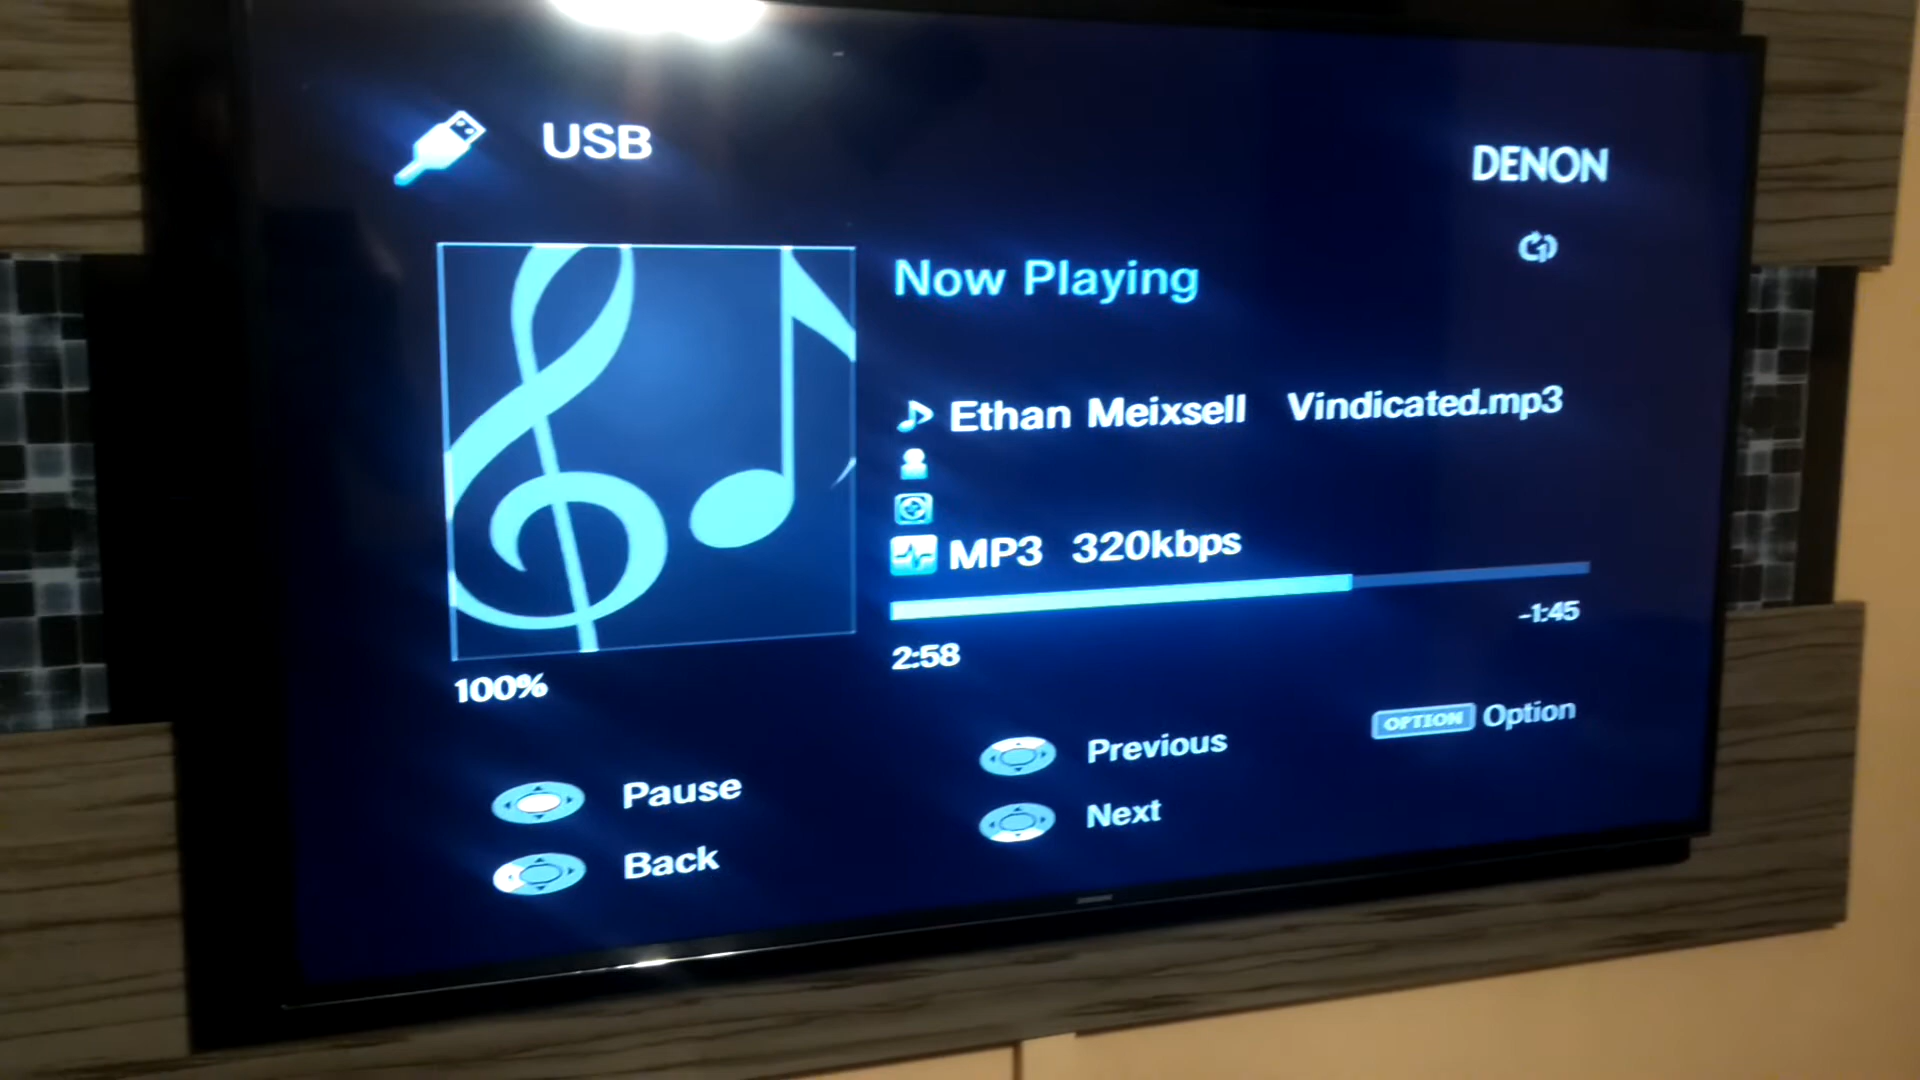 USB
DENON
Now Playing
Ethan Meixsell Vindicated.mp3
MP3 320kbps
2:58
-1:45
100%
OPTION Option
Previous
Pause
Next
Back